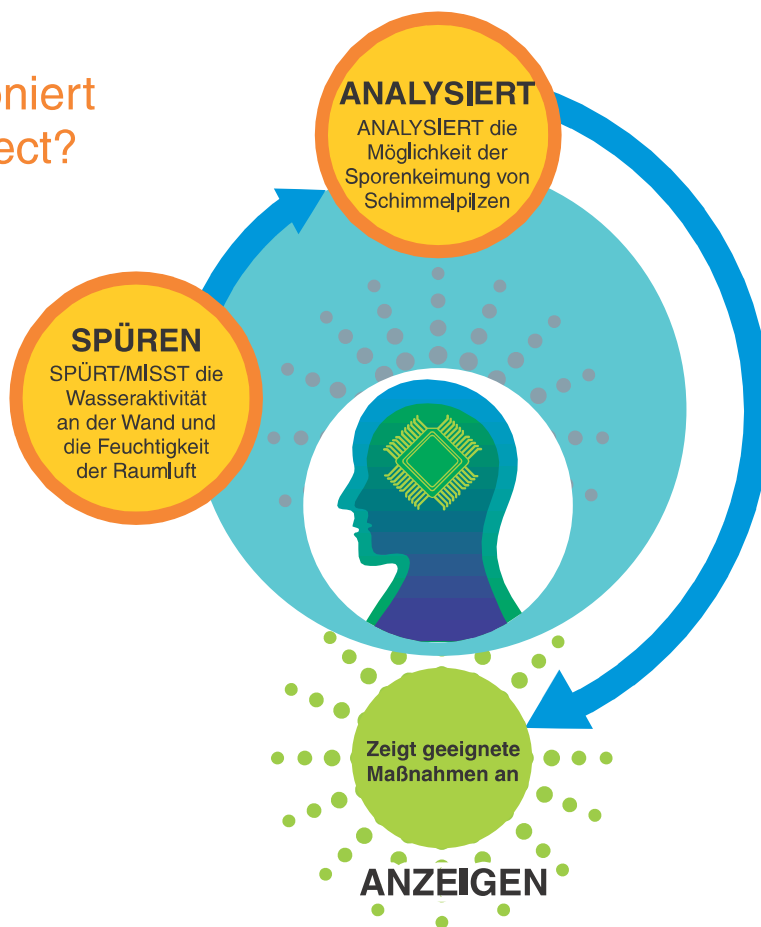 oniert
ect?
ANALYSIERT
ANALYSIERT die
Möglichkeit der
Sporenkeimung von
Schimmelpilzen
SPÜREN
SPÜRT/MISST die
Wasseraktivität
an der Wand und
die Feuchtigkeit
der Raumluft
Zeigt geeignete
Maßnahmen an
ANZEIGEN